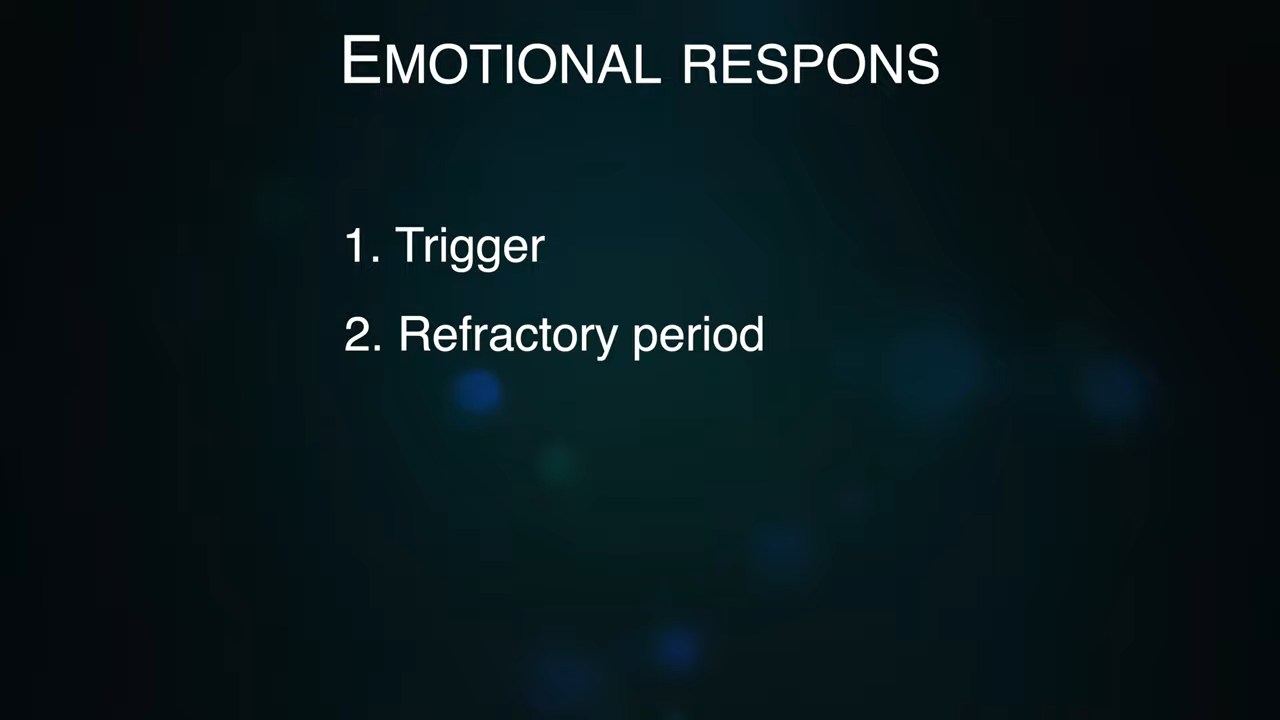 EMOTIONAL RESPONS
1. Trigger
2. Refractory period